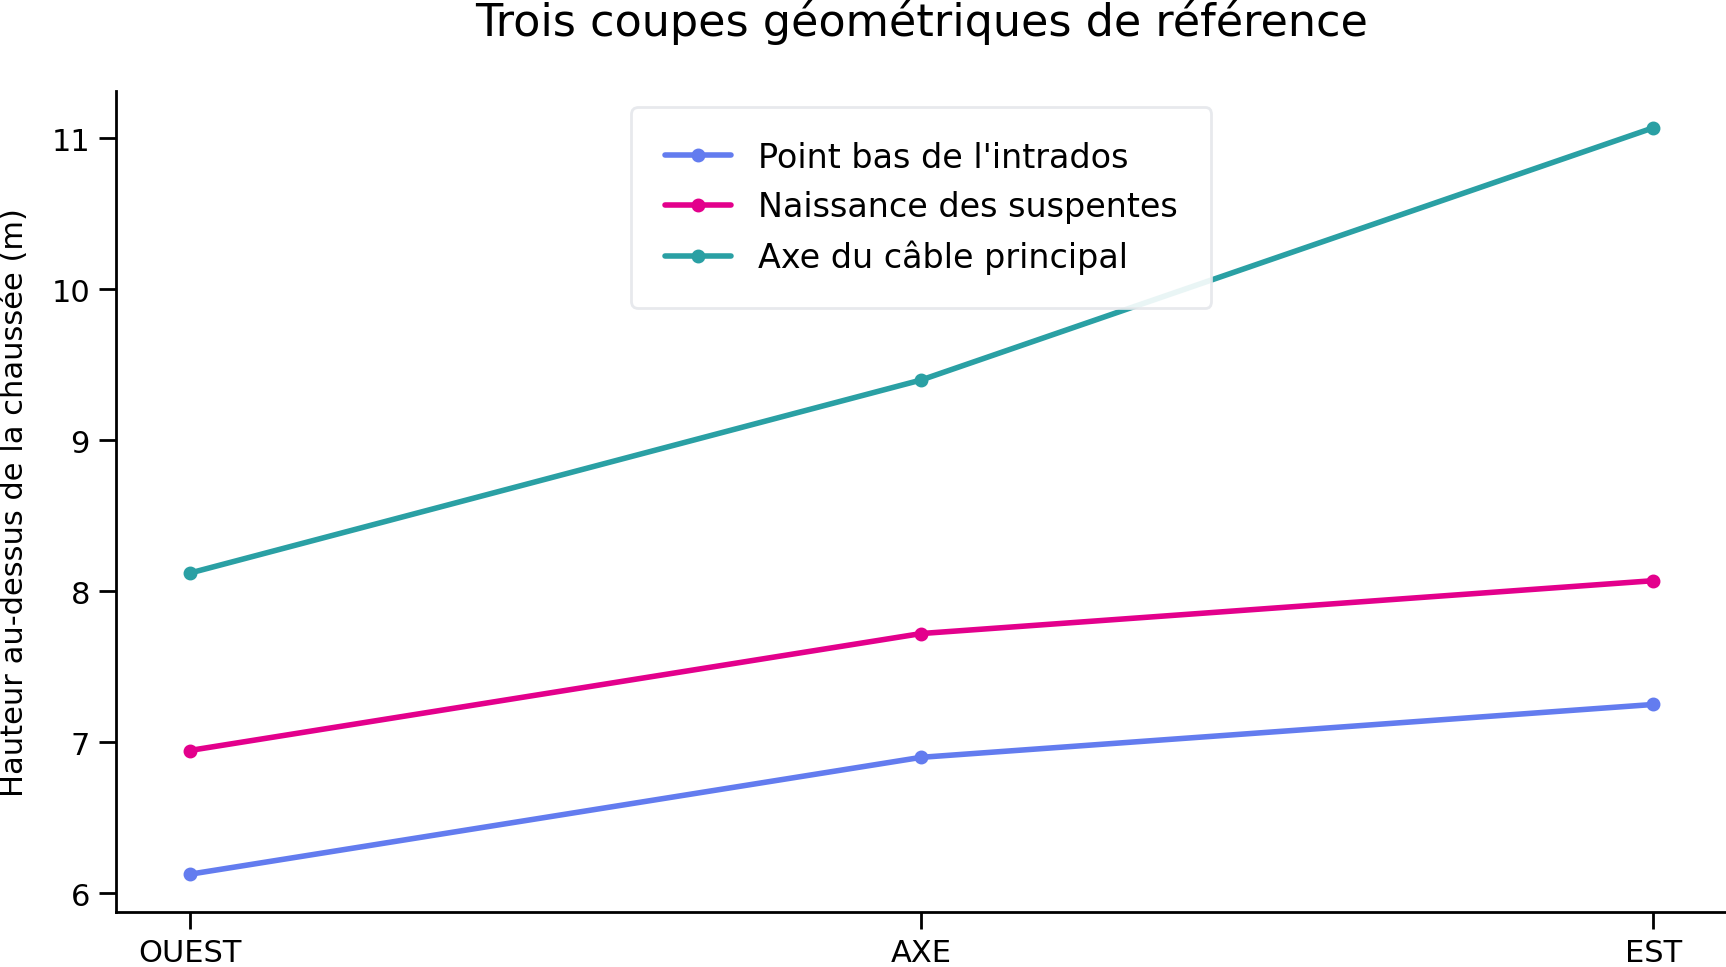 Trois coupes géométriques de référence
Hauteur au-dessus de la chaussée (m)
11
10
9
8
7
6
Point bas de l'intrados
Naissance des suspentes
Axe du câble principal
OUEST
AXE
EST